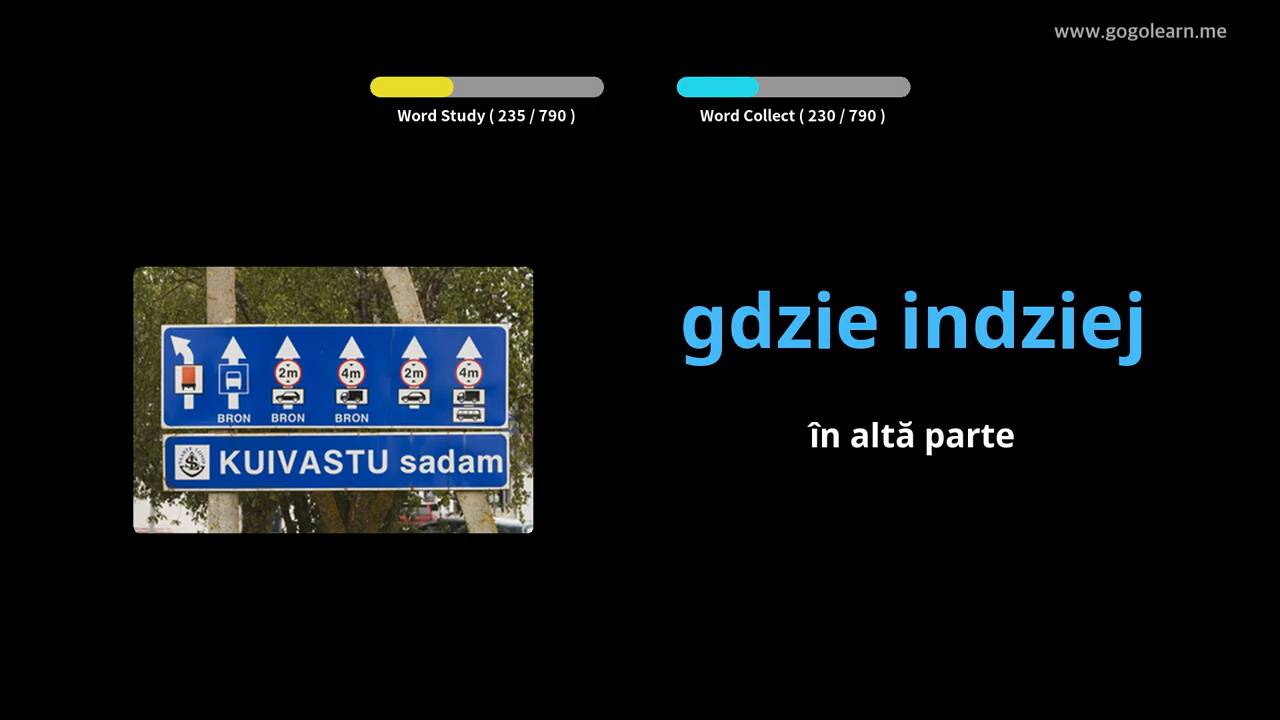 www.gogolearn.me
Word Study ( 235 / 790 )
Word Collect ( 230 / 790 )
gdzie indziej
în altă parte
2m
4m
2m
4m
BRON
BRON
BRON
KUIVASTU sadam